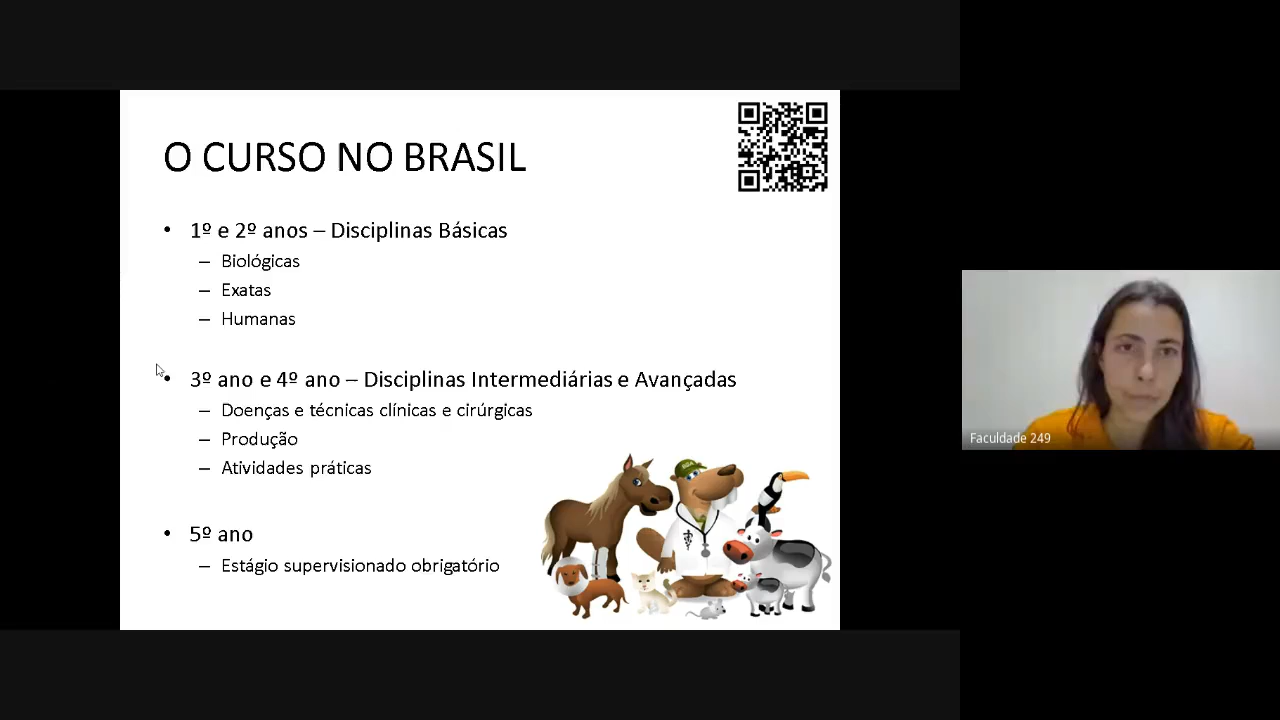 O CURSO NO BRASIL
• 1º e 2º anos – Disciplinas Básicas
– Biológicas
– Exatas
– Humanas
• 3º ano e 4º ano – Disciplinas Intermediárias e Avançadas
– Doenças e técnicas clínicas e cirúrgicas
– Produção
– Atividades práticas
• 5º ano
– Estágio supervisionado obrigatório
Faculdade 249